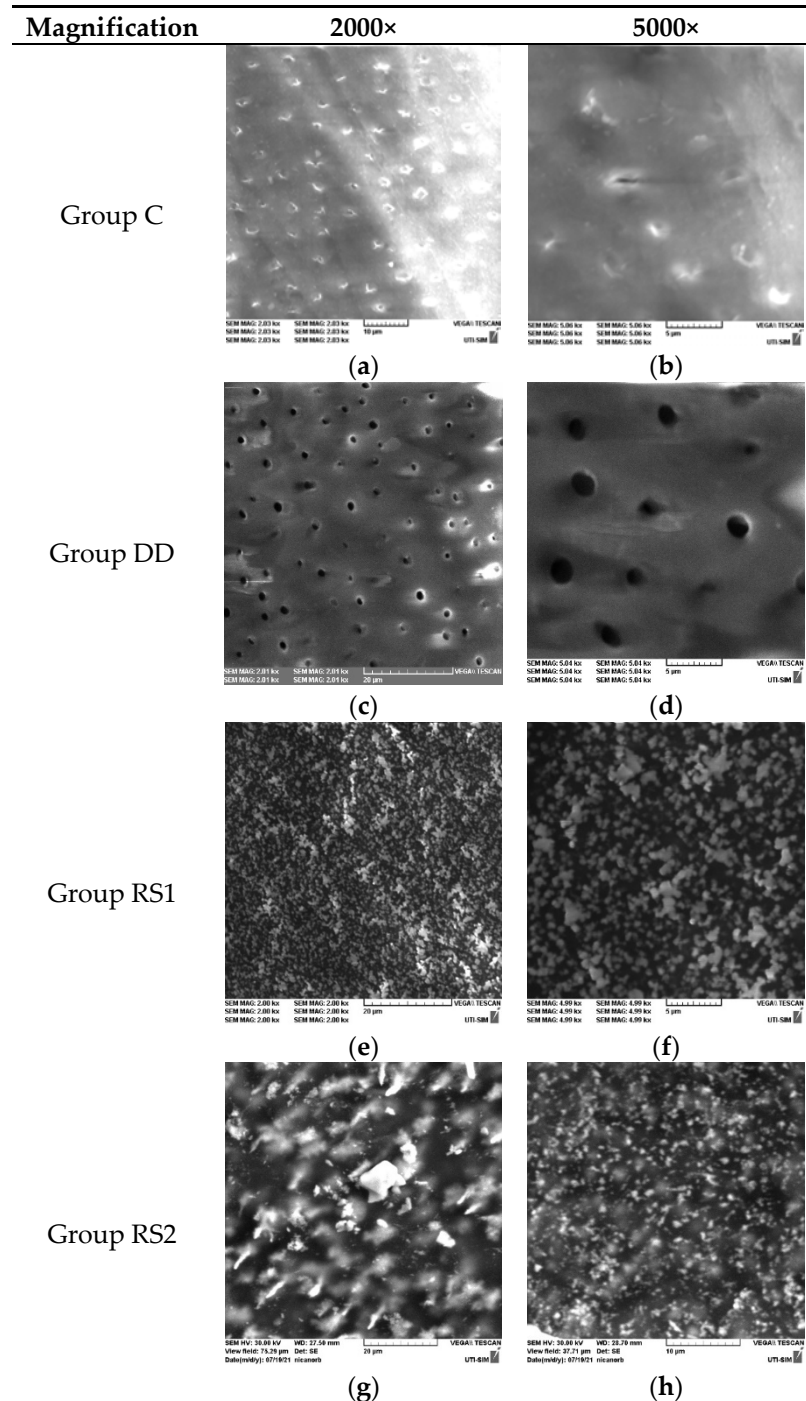 Magnification 2000× 5000×
Group C
SEM MAG: 2.03 kx SEM MAG: 2.03 kx VEGA\\ TESCAN
SEM MAG: 2.03 kx SEM MAG: 2.03 kx 10 µm
SEM MAG: 2.03 kx SEM MAG: 2.03 kx UTI-SIM
SEM MAG: 5.06 kx SEM MAG: 5.06 kx VEGA\\ TESCAN
SEM MAG: 5.06 kx SEM MAG: 5.06 kx 5 µm
SEM MAG: 5.06 kx SEM MAG: 5.06 kx UTI-SIM
(a) (b)
Group DD
SEM MAG: 2.01 kx SEM MAG: 2.01 kx VEGA\\ TESCAN
SEM MAG: 2.01 kx SEM MAG: 2.01 kx 20 µm
SEM MAG: 5.04 kx SEM MAG: 5.04 kx VEGA\\ TESCAN
SEM MAG: 5.04 kx SEM MAG: 5.04 kx 5 µm
SEM MAG: 5.04 kx SEM MAG: 5.04 kx UTI-SIM
(c) (d)
Group RS1
SEM MAG: 2.00 kx SEM MAG: 2.00 kx VEGA\\ TESCAN
SEM MAG: 2.00 kx SEM MAG: 2.00 kx 20 µm
SEM MAG: 2.00 kx SEM MAG: 2.00 kx UTI-SIM
SEM MAG: 4.99 kx SEM MAG: 4.99 kx VEGA\\ TESCAN
SEM MAG: 4.99 kx SEM MAG: 4.99 kx 5 µm
SEM MAG: 4.99 kx SEM MAG: 4.99 kx UTI-SIM
(e) (f)
Group RS2
SEM HV: 30.00 kV WD: 27.50 mm VEGA\\ TESCAN
View field: 75.29 µm Det: SE 20 µm
Date(m/d/y): 07/19/21 nicanorb UTI-SIM
SEM HV: 30.00 kV WD: 28.70 mm VEGA\\ TESCAN
View field: 37.71 µm Det: SE 10 µm
Date(m/d/y): 07/19/21 nicanorb UTI-SIM
(g) (h)